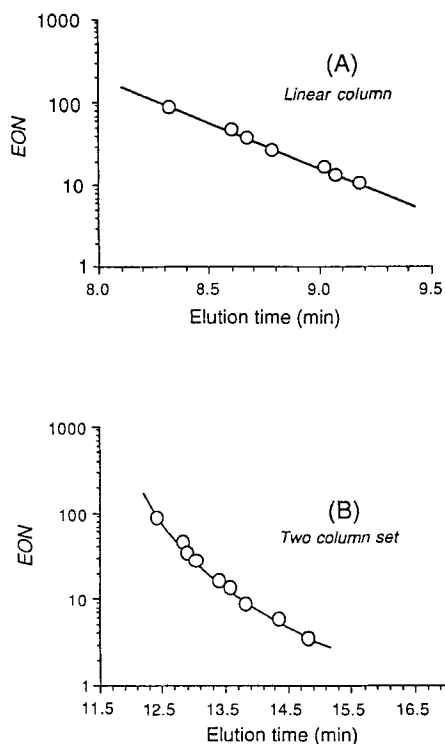 1000
(A)
Linear column
100
EON
10
1
8.0 8.5 9.0 9.5
Elution time (min)
1000
(B)
Two column set
100
EON
10
1
11.5 12.5 13.5 14.5 15.5 16.5
Elution time (min)